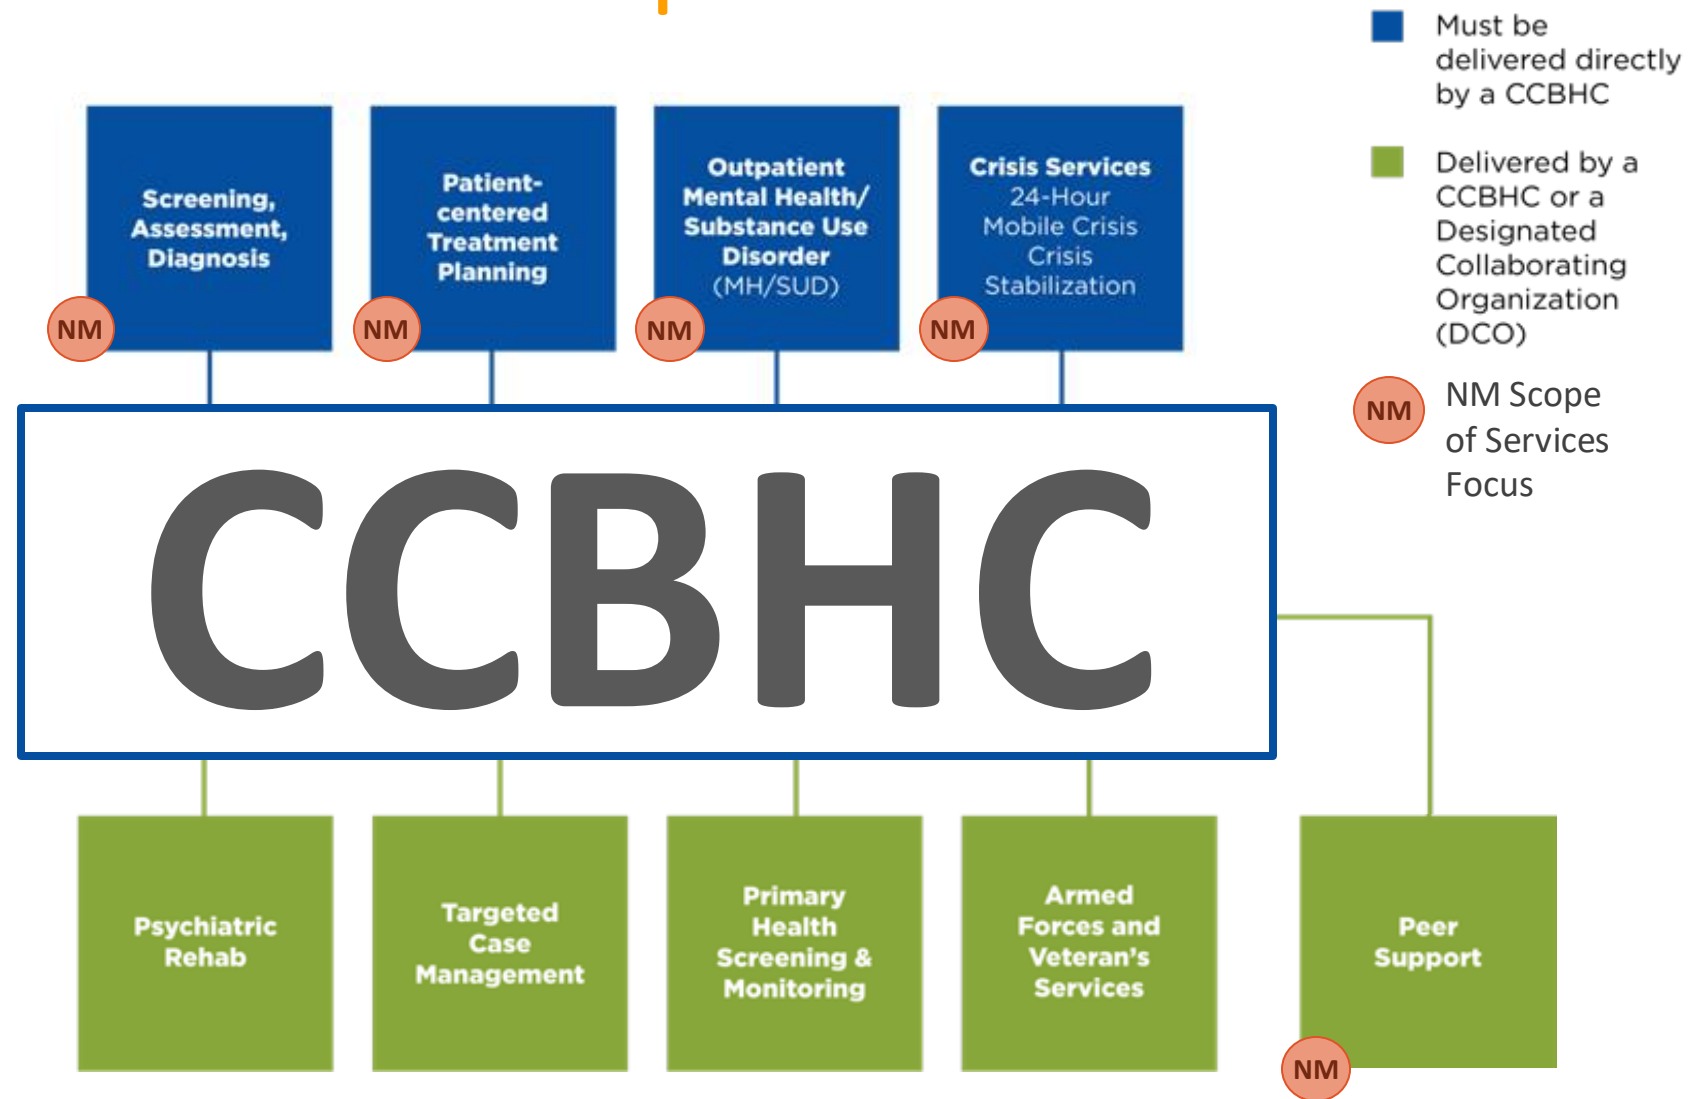 Screening,
Assessment,
Diagnosis
NM
Patient-
centered
Treatment
Planning
NM
Outpatient
Mental Health/
Substance Use
Disorder
(MH/SUD)
NM
Crisis Services
24-Hour
Mobile Crisis
Crisis
Stabilization
NM
Must be
delivered directly
by a CCBHC
Delivered by a
CCBHC or a
Designated
Collaborating
Organization
(DCO)
NM
NM Scope
of Services
Focus
CCBHC
Psychiatric
Rehab
Targeted
Case
Management
Primary
Health
Screening &
Monitoring
Armed
Forces and
Veteran's
Services
Peer
Support
NM